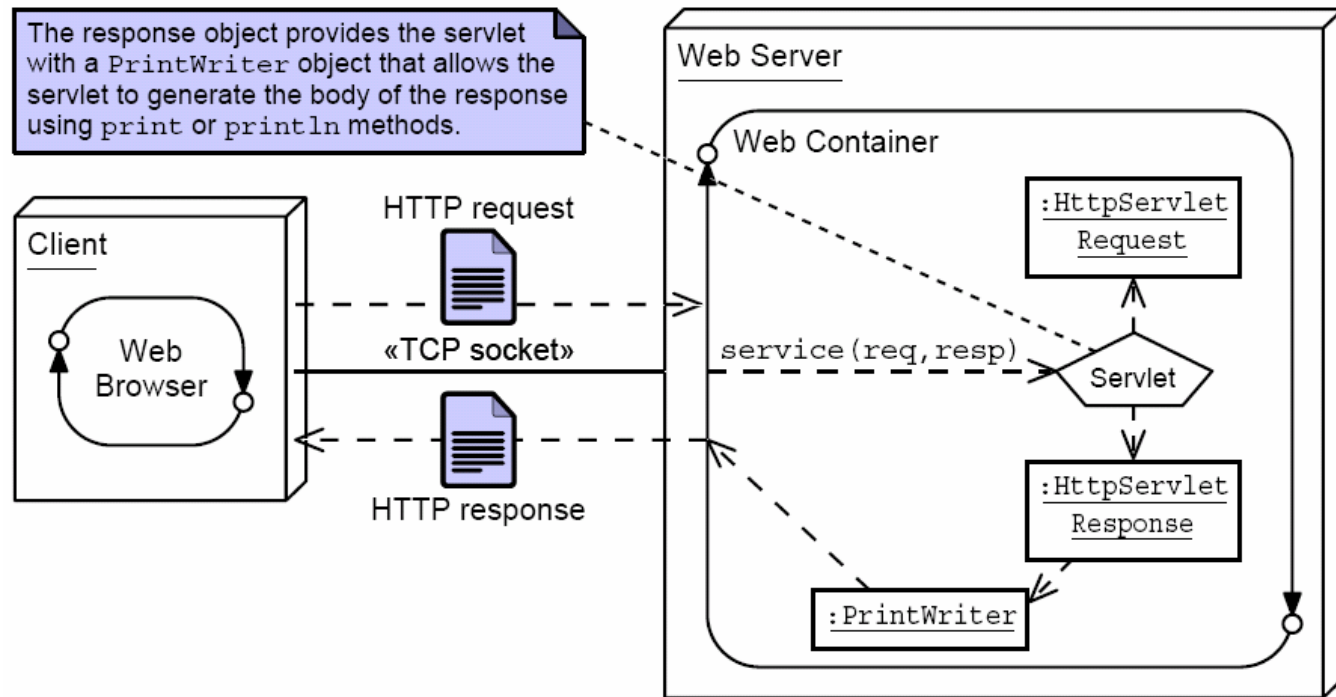 The response object provides the servlet
with a PrintWriter object that allows the
servlet to generate the body of the response
using print or println methods.
Web Server
Web Container
:HttpServlet
Request
HTTP request
Client
Web
Browser
«TCP socket»
service(req,resp)
Servlet
HTTP response
:HttpServlet
Response
:PrintWriter